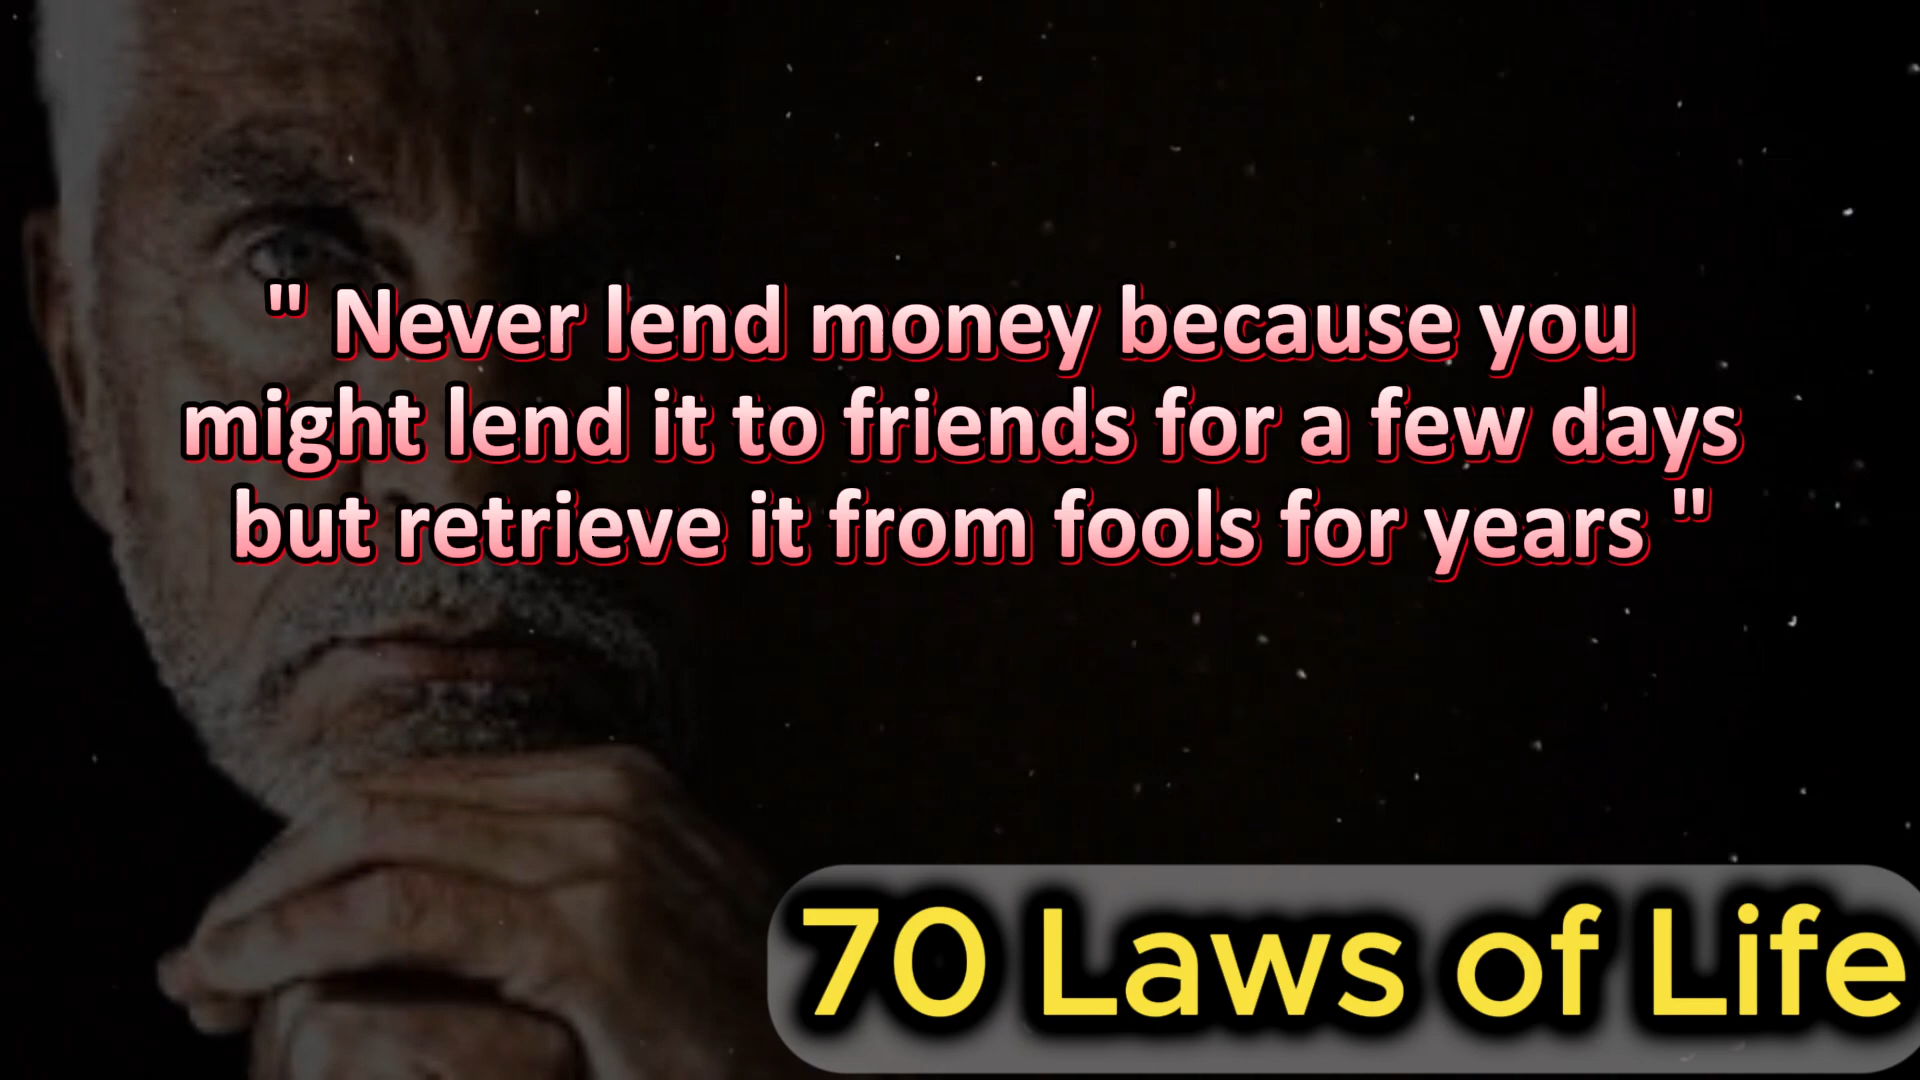 " Never lend money because you
might lend it to friends for a few days
but retrieve it from fools for years "
70 Laws of Life